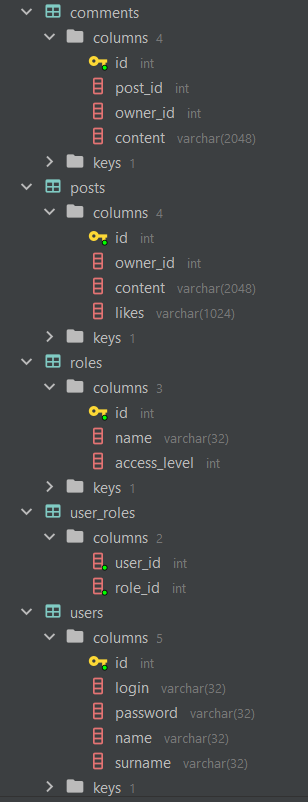 comments
columns 4
id int
post_id int
owner_id int
content varchar(2048)
keys 1
posts
columns 4
id int
owner_id int
content varchar(2048)
likes varchar(1024)
keys 1
roles
columns 3
id int
name varchar(32)
access_level int
keys 1
user_roles
columns 2
user_id int
role_id int
users
columns 5
id int
login varchar(32)
password varchar(32)
name varchar(32)
surname varchar(32)
keys 1